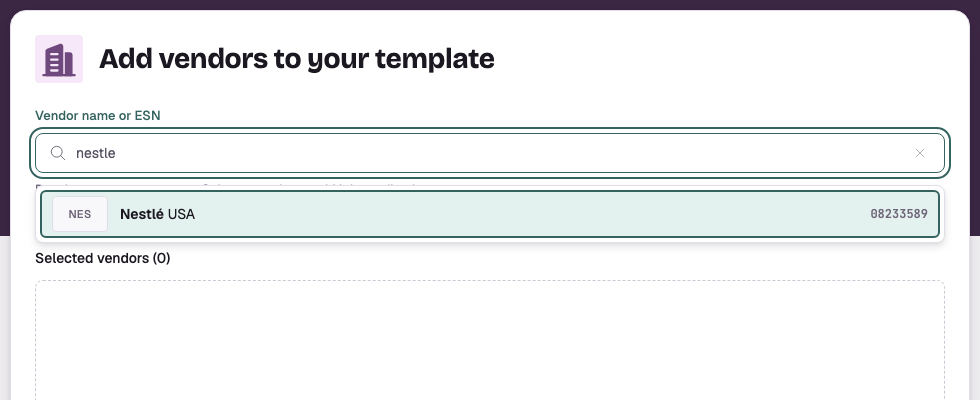 Add vendors to your template
Vendor name or ESN
nestle
NES Nestlé USA 08233589
Selected vendors (0)